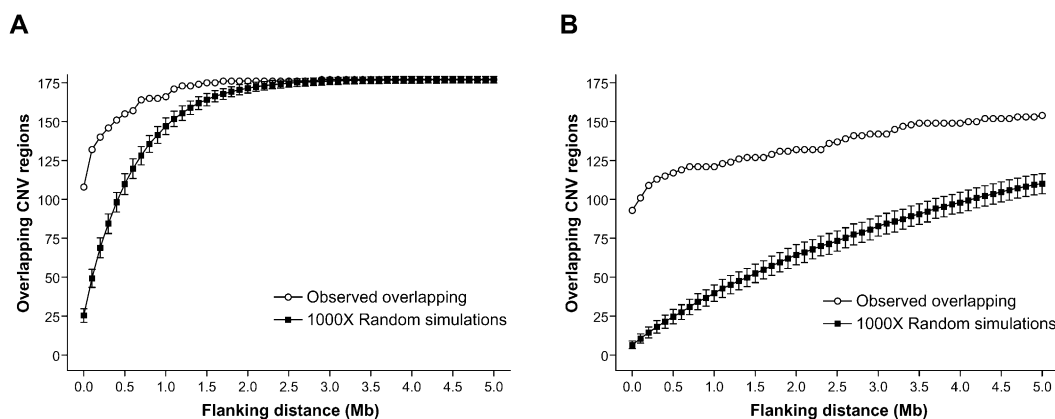 A
B
Overlapping CNV regions
175
150
125
100
75
50
25
0
Observed overlapping
1000X Random simulations
0.0 0.5 1.0 1.5 2.0 2.5 3.0 3.5 4.0 4.5 5.0
Flanking distance (Mb)
Overlapping CNV regions
175
150
125
100
75
50
25
0
Observed overlapping
1000X Random simulations
0.0 0.5 1.0 1.5 2.0 2.5 3.0 3.5 4.0 4.5 5.0
Flanking distance (Mb)